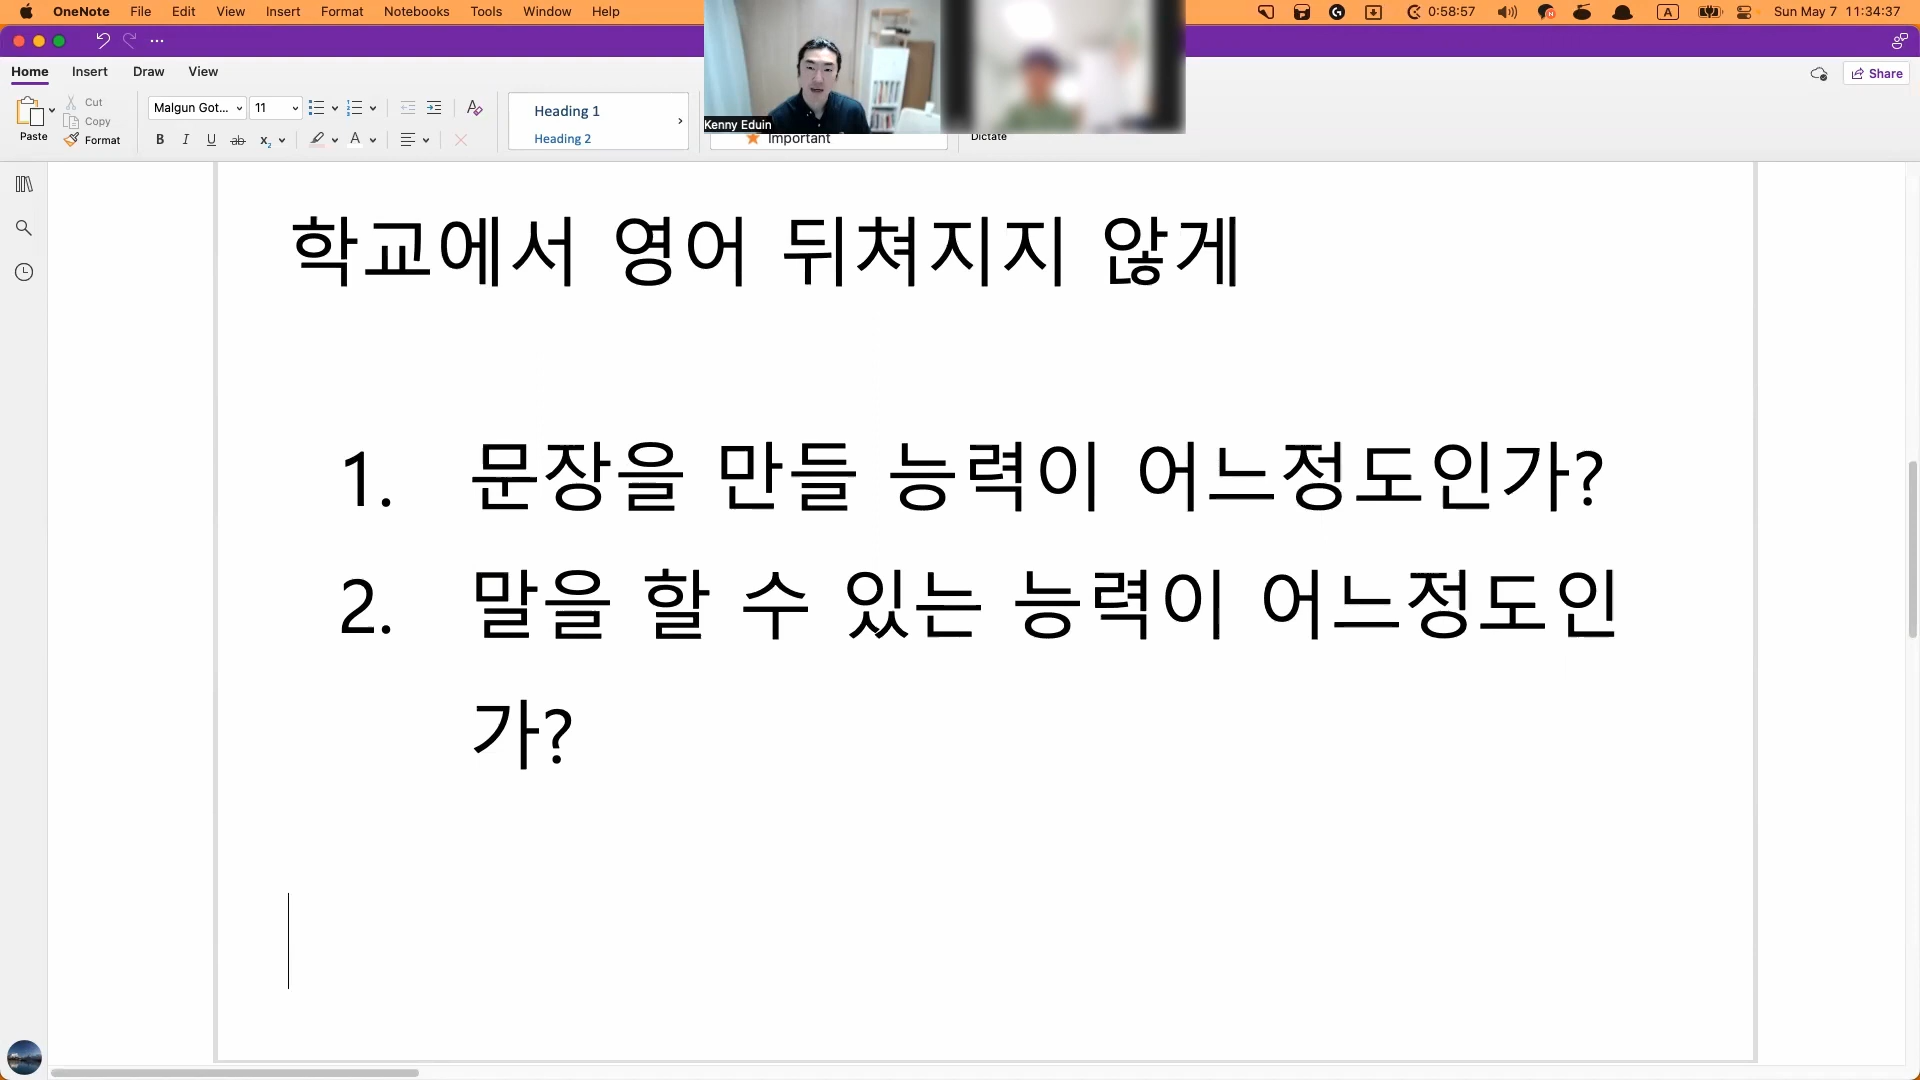 OneNote File Edit View Insert Format Notebooks Tools Window Help 0:58:57 A Sun May 7 11:34:37
Home Insert Draw View
Share
Paste
Cut
Copy
Format
Malgun Got... 11
B I U ab x₂ A
Heading 1
Heading 2
Important
Dictate
Kenny Eduin
학교에서 영어 뒤쳐지지 않게
1. 문장을 만들 능력이 어느정도인가?
2. 말을 할 수 있는 능력이 어느정도인
가?